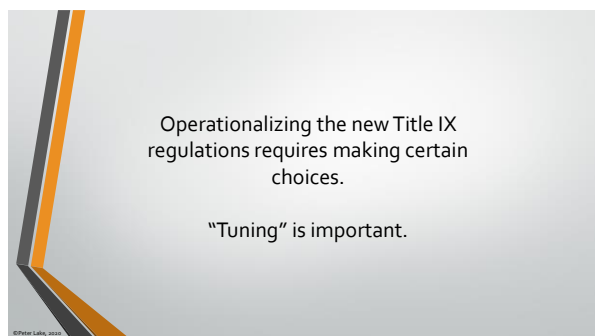 Operationalizing the new Title IX
regulations requires making certain
choices.
“Tuning” is important.
©Peter Lake, 2020